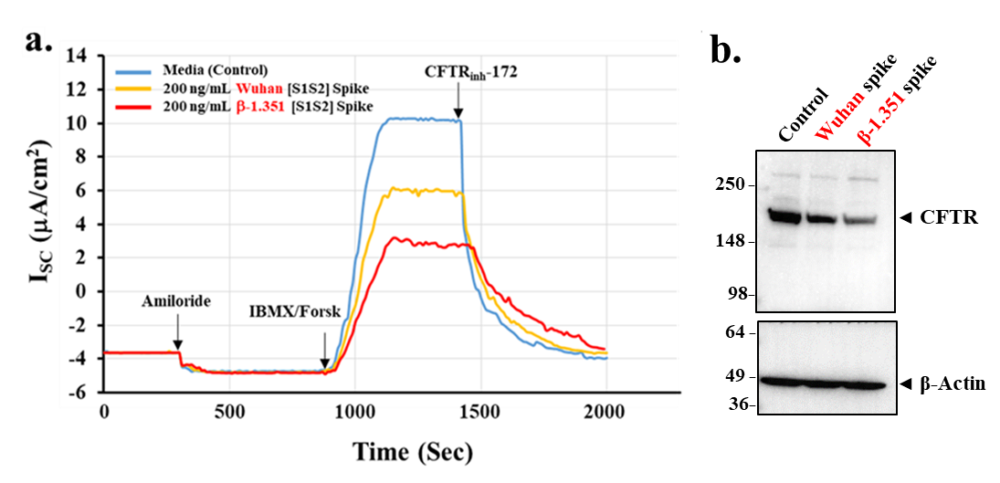 a.
14
12
10
8
6
4
2
0
-2
-4
-6
I_SC (μA/cm²)
Media (Control)
200 ng/mL Wuhan [S1S2] Spike
200 ng/mL β-1.351 [S1S2] Spike
CFTR_inh-172
Amiloride
IBMX/Forsk
0 500 1000 1500 2000
Time (Sec)
b.
Control
Wuhan spike
β-1.351 spike
250
148
98
CFTR
64
49
36
β-Actin